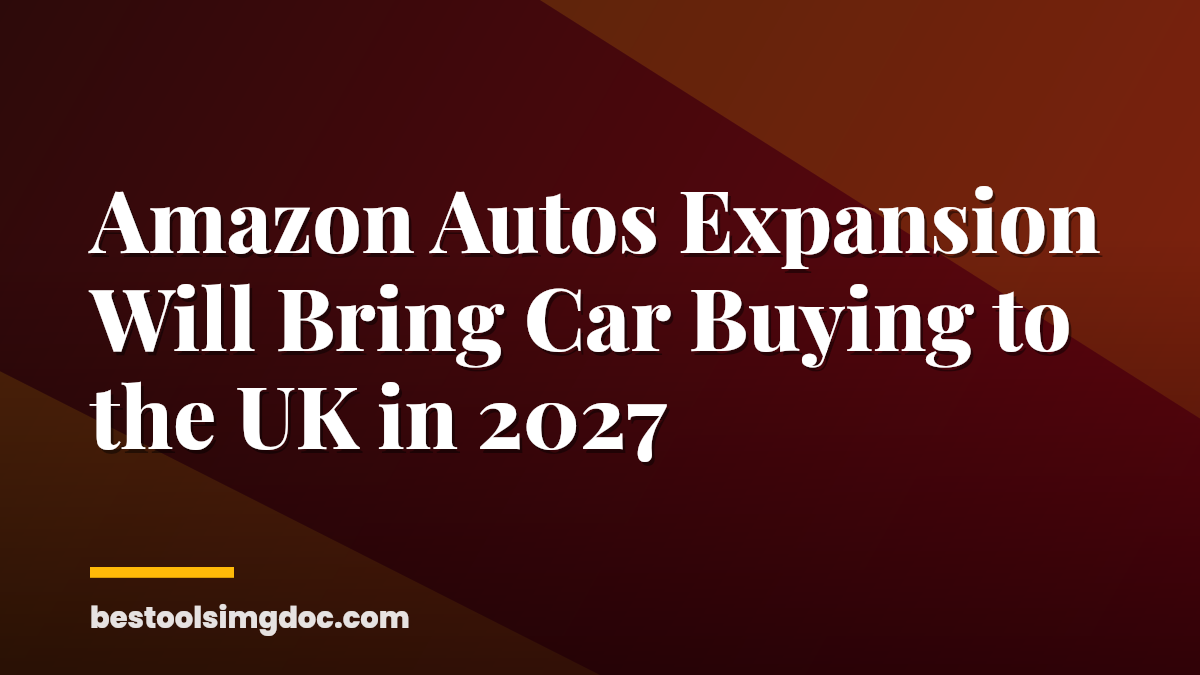 Amazon Autos Expansion
Will Bring Car Buying to
the UK in 2027
bestoolsimgdoc.com